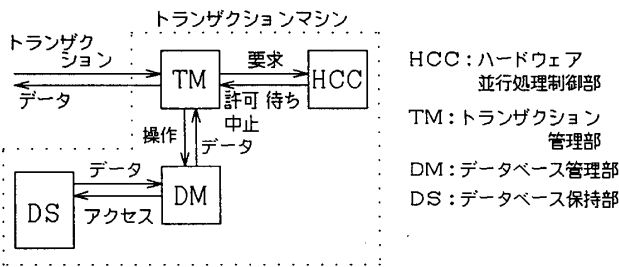 トランザクションマシン
トランザク
ション
データ
TM
要求
許可 待ち
中止
HCC
操作
データ
DM
データ
アクセス
DS
HCC:ハードウェア
並行処理制御部
TM:トランザクション
管理部
DM:データベース管理部
DS:データベース保持部